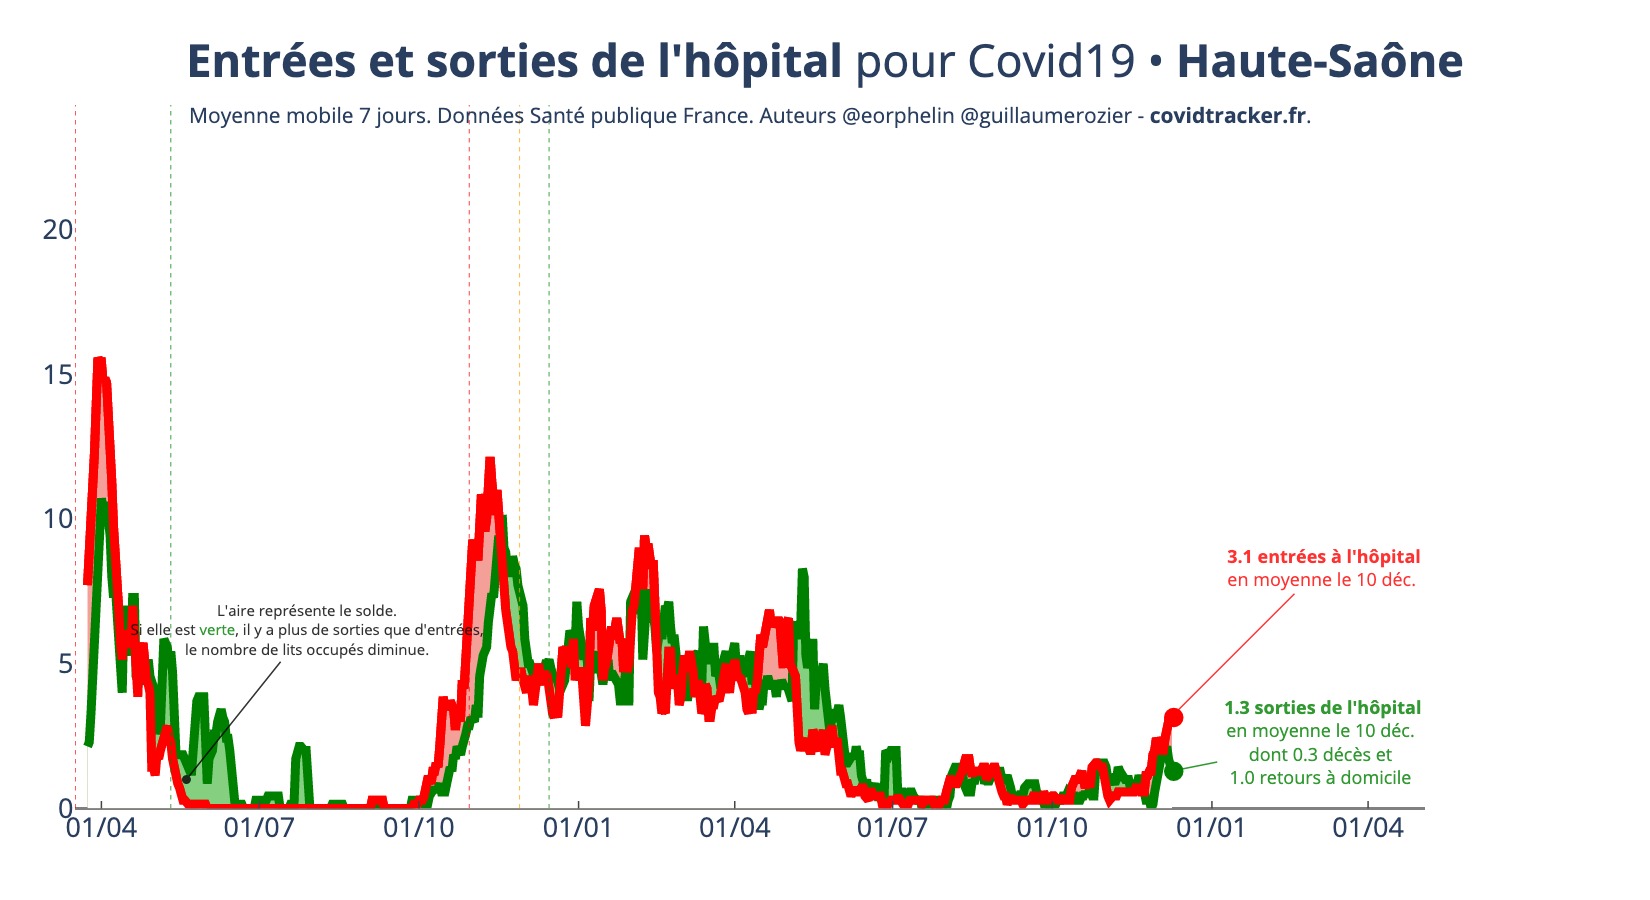 Entrées et sorties de l'hôpital pour Covid19 • Haute-Saône
Moyenne mobile 7 jours. Données Santé publique France. Auteurs @eorphelin @guillaumerozier - covidtracker.fr.
20
15
10
5
0
L'aire représente le solde.
Si elle est verte, il y a plus de sorties que d'entrées,
le nombre de lits occupés diminue.
3.1 entrées à l'hôpital
en moyenne le 10 déc.
1.3 sorties de l'hôpital
en moyenne le 10 déc.
dont 0.3 décès et
1.0 retours à domicile
01/04 01/07 01/10 01/01 01/04 01/07 01/10 01/01 01/04